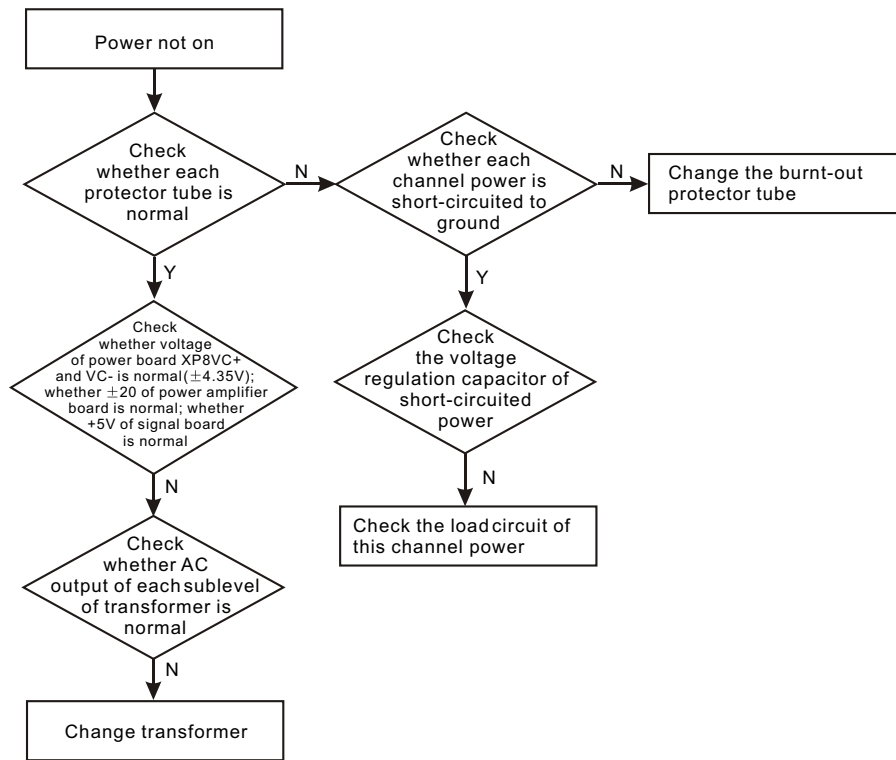 Power not on
Check
whether each
protector tube is
normal
N
Check
whether each
channel power is
short-circuited to
ground
N
Change the burnt-out
protector tube
Y
Y
Check
whether voltage
of power board XP8VC+
and VC- is normal(±4.35V);
whether ±20 of power amplifier
board is normal; whether
+5V of signal board
is normal
Check
the voltage
regulation capacitor of
short-circuited
power
N
N
Check the load circuit of
this channel power
Check
whether AC
output of each sublevel
of transformer is
normal
N
Change transformer